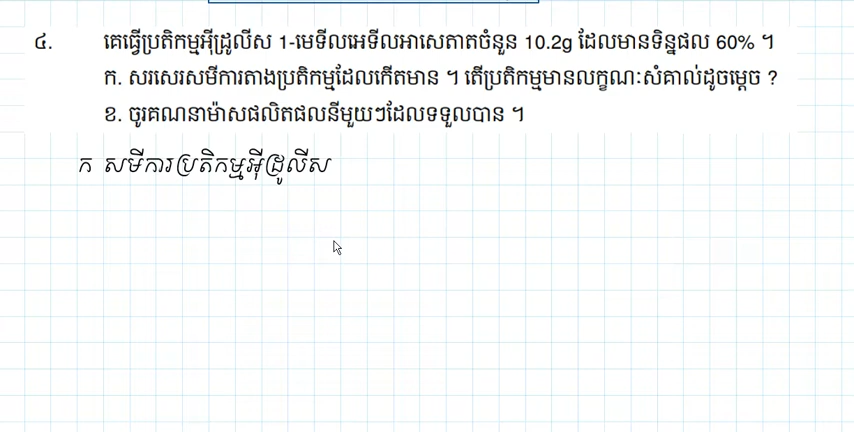 ៤. គេធ្វើប្រតិកម្មអ៊ីដ្រូលីស 1-មេទីលអេទីលអាសេតាតចំនួន 10.2g ដែលមានទិន្នផល 60% ។
ក. សរសេរសមីការតាងប្រតិកម្មដែលកើតមាន ។ តើប្រតិកម្មមានលក្ខណៈសំគាល់ដូចម្ដេច ?
ខ. ចូរគណនាម៉ាសផលិតផលនីមួយៗដែលទទួលបាន ។
ក សមីការប្រតិកម្មអ៊ីដ្រូលីស